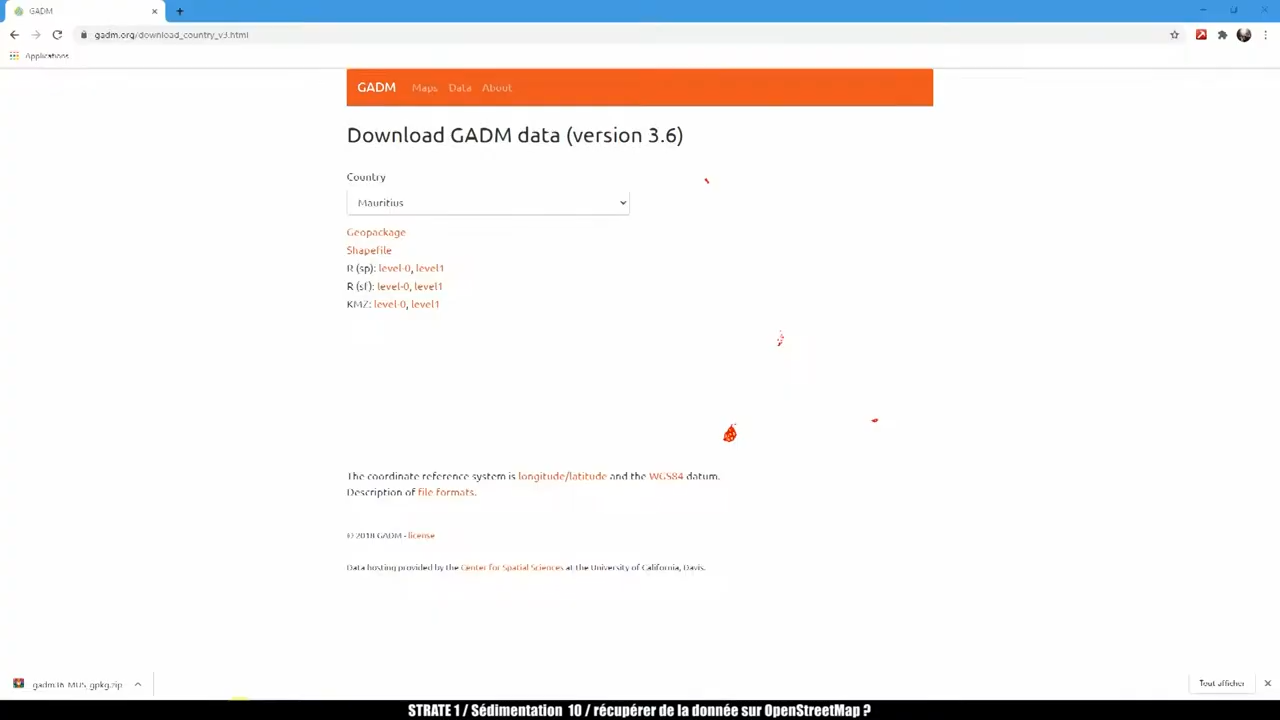 GADM
gadm.org/download_country_v3.html
Applications
GADM Maps Data About
Download GADM data (version 3.6)
Country
Mauritius
Geopackage
Shapefile
R (sp): level-0, level1
R (sf): level-0, level1
KMZ: level-0, level1
The coordinate reference system is longitude/latitude and the WGS84 datum.
Description of file formats.
© 2018 GADM - license
Data hosting provided by the Center for Spatial Sciences at the University of California, Davis.
gadm36_MUS_gpkg.zip
Tout afficher
STRATE 1 / Sédimentation 10 / récupérer de la donnée sur OpenStreetMap ?